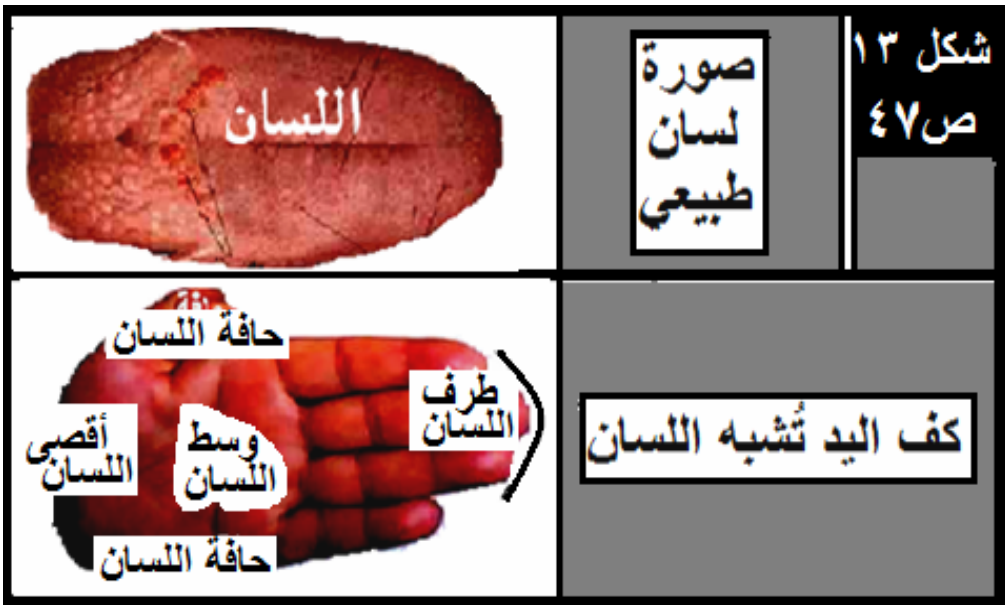 شكل ١٣
ص٤٧
صورة
لسان
طبيعي
اللسان
كف اليد تُشبه اللسان
حافة اللسان
طرف
اللسان
وسط
اللسان
أقصى
اللسان
حافة اللسان